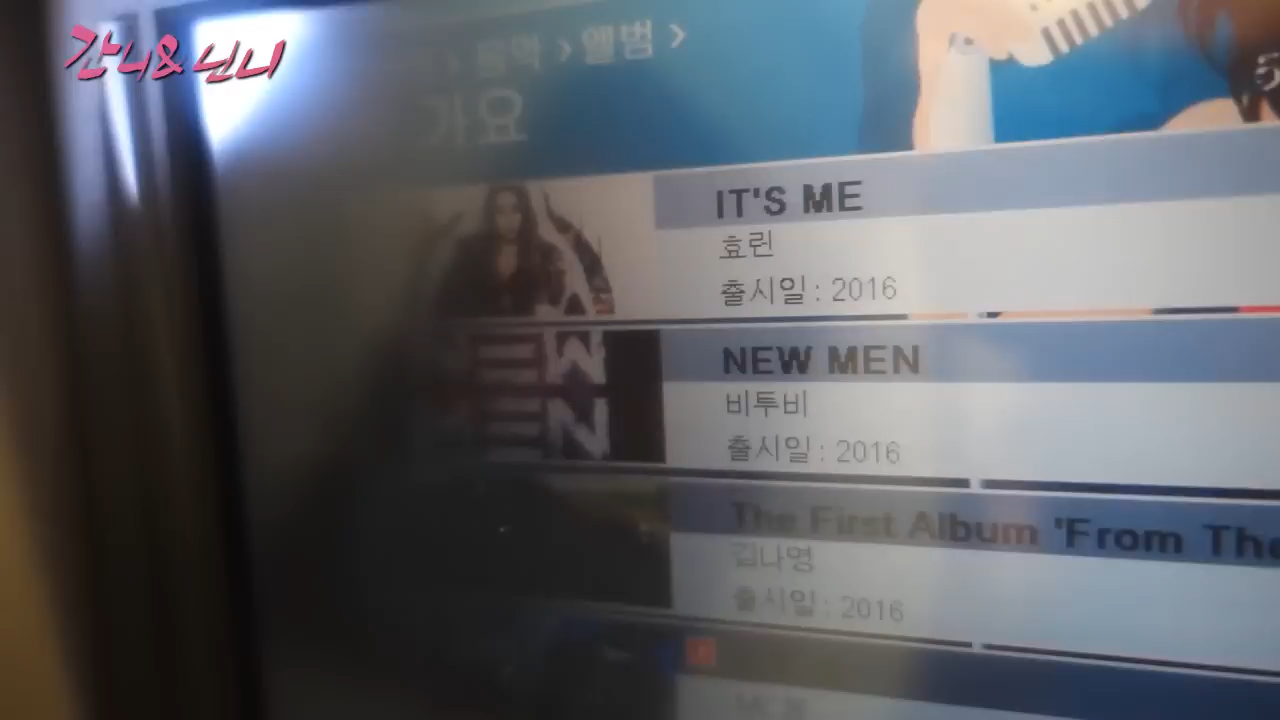 간니&닌니
음악 > 앨범 >
가요
IT'S ME
효린
출시일 : 2016
NEW MEN
비투비
출시일 : 2016
The First Album 'From The
김나명
출시일 : 2016